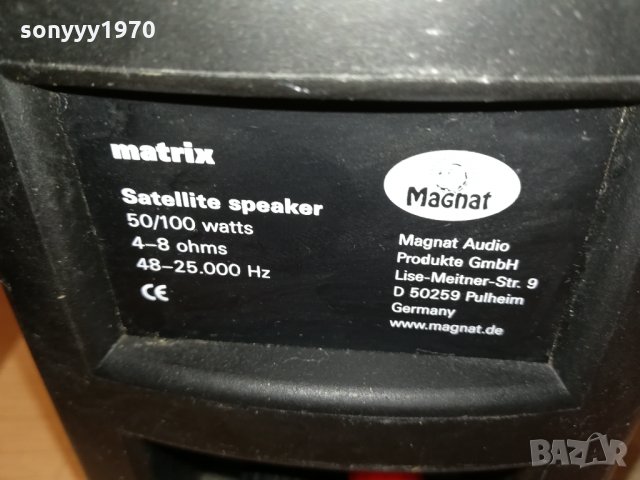 sonyyy1970
matrix
Satellite speaker
50/100 watts
4–8 ohms
48–25.000 Hz
CE
Magnat
Magnat Audio
Produkte GmbH
Lise-Meitner-Str. 9
D 50259 Pulheim
Germany
www.magnat.de
BAZAR